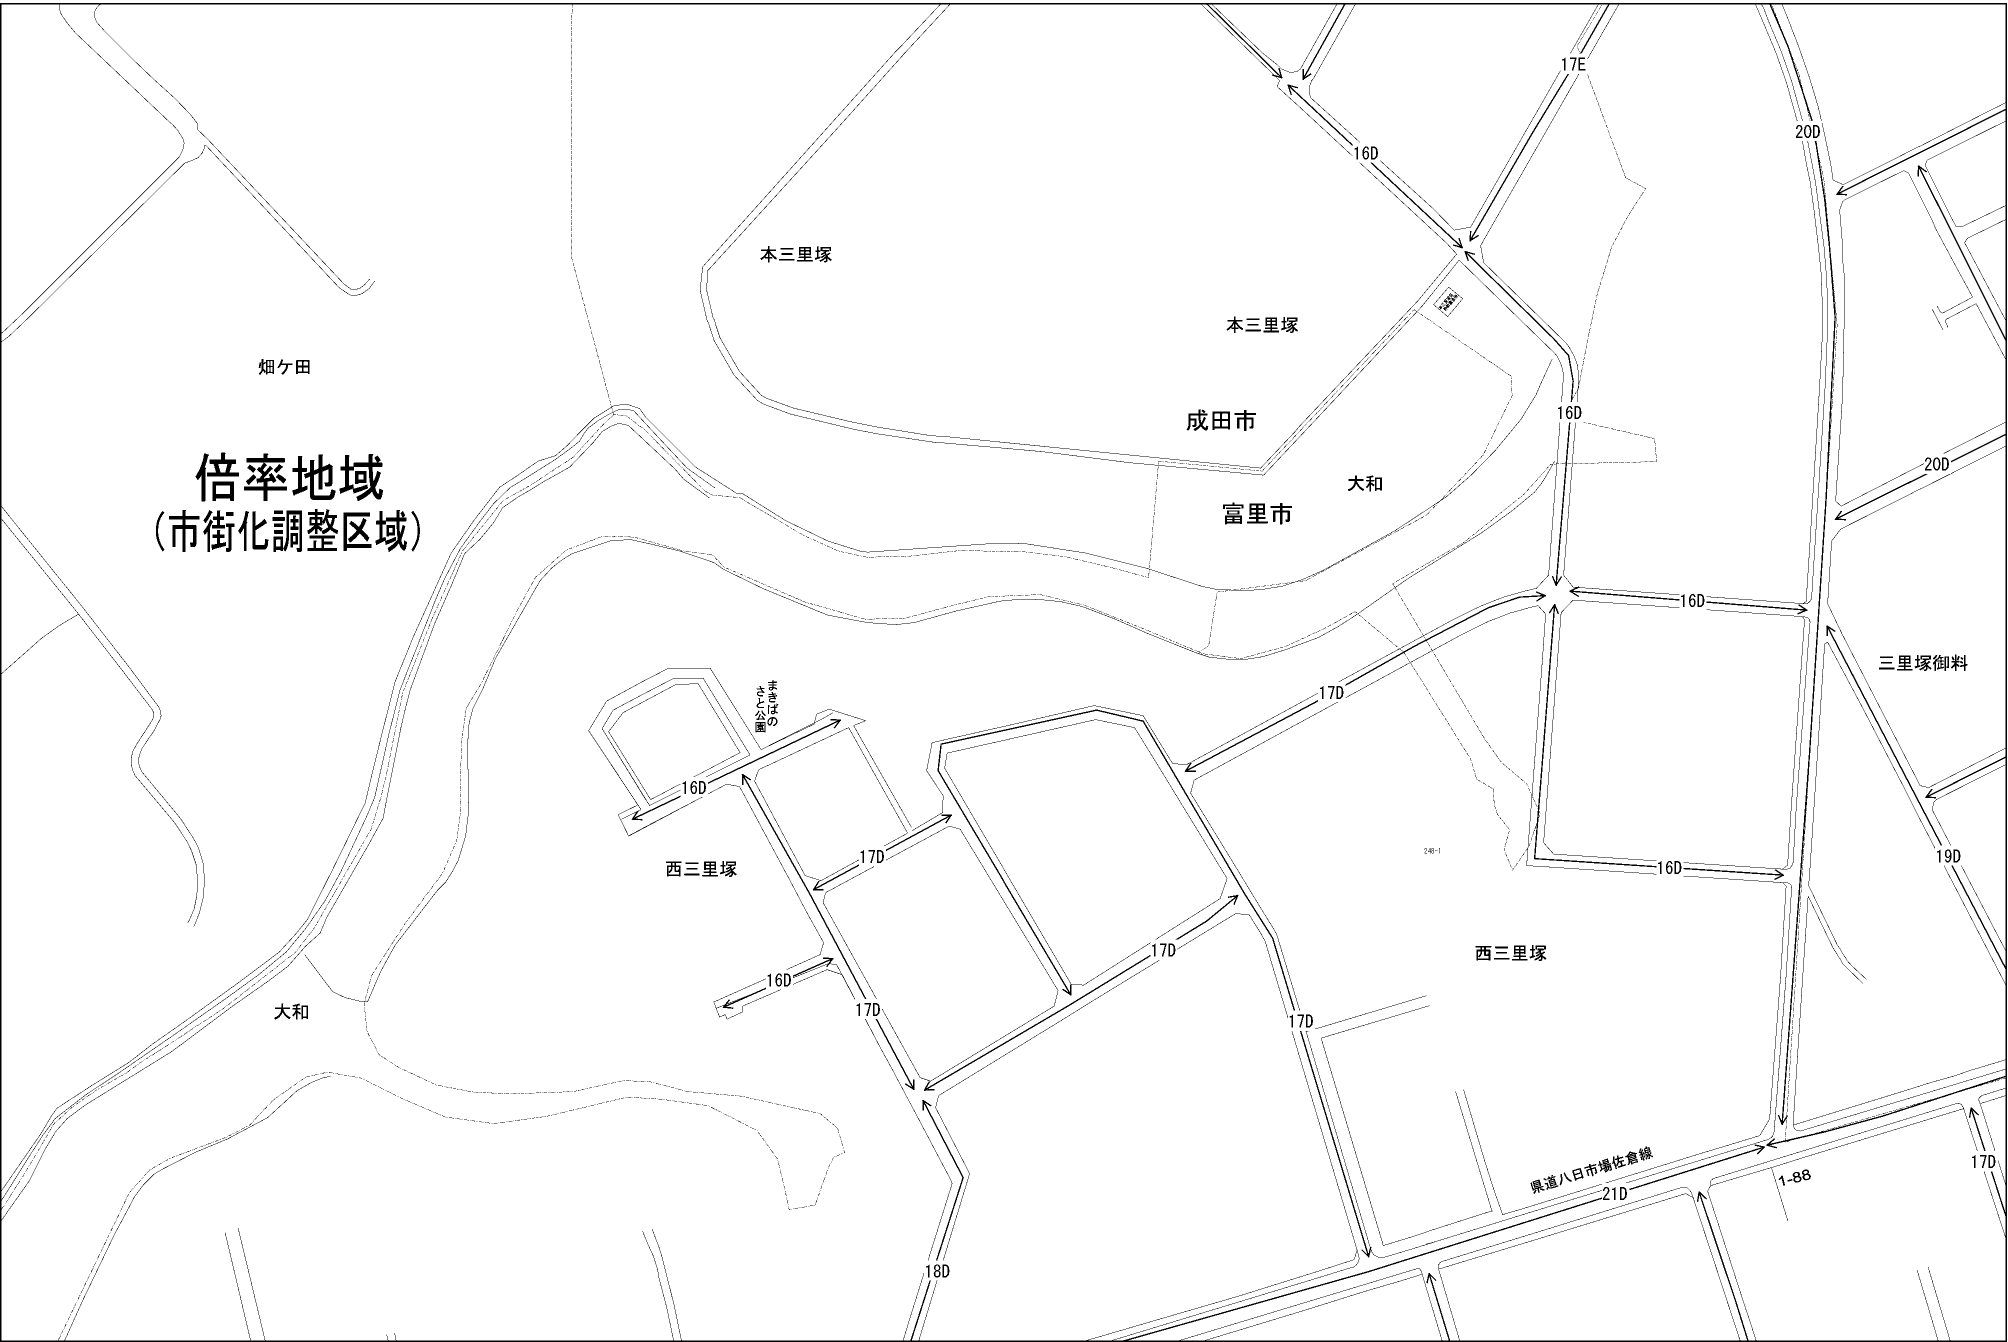 17E
20D
16D
本三里塚
本三里塚
畑ケ田
16D
成田市
倍率地域
(市街化調整区域)
20D
大和
富里市
16D
三里塚御料
17D
まきばの
さと公園
16D
17D
248-1
19D
西三里塚
16D
17D
西三里塚
16D
大和
17D
17D
県道八日市場佐倉線
17D
1-88
21D
18D